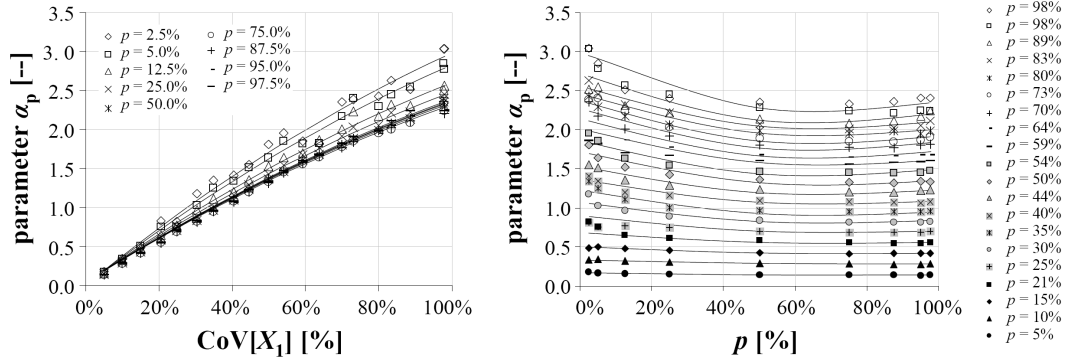 3.5
3.0
2.5
2.0
1.5
1.0
0.5
0.0
parameter αp [--]
p = 2.5%
p = 5.0%
p = 12.5%
p = 25.0%
p = 50.0%
p = 75.0%
p = 87.5%
p = 95.0%
p = 97.5%
0% 20% 40% 60% 80% 100%
CoV[X1] [%]
3.5
3.0
2.5
2.0
1.5
1.0
0.5
0.0
parameter αp [--]
0% 20% 40% 60% 80% 100%
p [%]
p = 98%
p = 98%
p = 89%
p = 83%
p = 80%
p = 73%
p = 70%
p = 64%
p = 59%
p = 54%
p = 50%
p = 44%
p = 40%
p = 35%
p = 30%
p = 25%
p = 21%
p = 15%
p = 10%
p = 5%